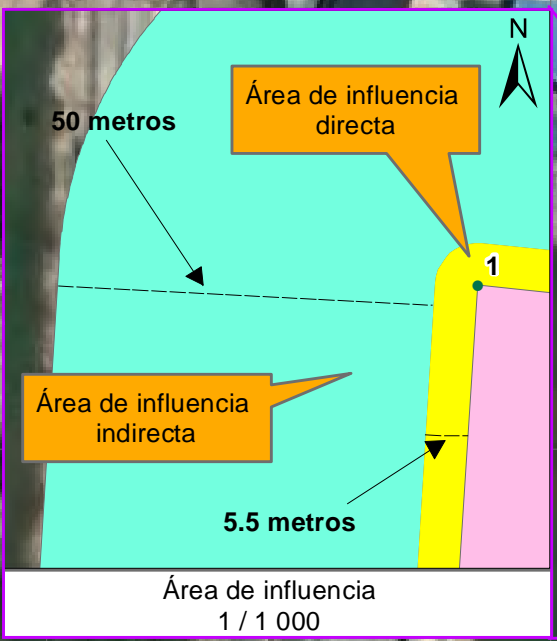 N
Área de influencia
directa
50 metros
1
Área de influencia
indirecta
5.5 metros
Área de influencia
1 / 1 000